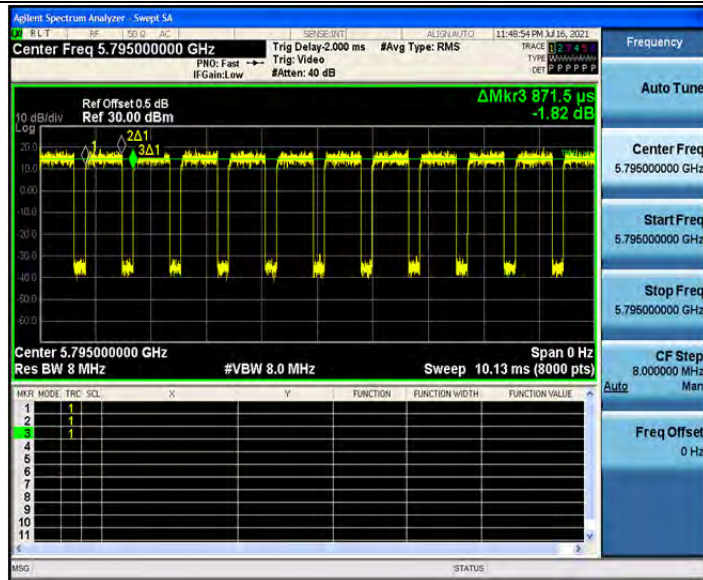 Agilent Spectrum Analyzer - Swept SA
RL T RF 50 Ω AC SENSE:INT ALIGN AUTO 11:48:54 PM Jul 16, 2021
Center Freq 5.795000000 GHz
PNO: Fast
IFGain:Low
Trig Delay-2.000 ms
Trig: Video
#Atten: 40 dB
#Avg Type: RMS
TRACE 1 2 3 4 5 6
TYPE
DET P P P P P P
Ref Offset 0.5 dB
10 dB/div Ref 30.00 dBm
Log
ΔMkr3 871.5 µs
-1.82 dB
20.0
10.0
0.00
-10.0
-20.0
-30.0
-40.0
-50.0
-60.0
1
2Δ1
3Δ1
Center 5.795000000 GHz Span 0 Hz
Res BW 8 MHz #VBW 8.0 MHz Sweep 10.13 ms (8000 pts)
MKR MODE TRC SCL X Y FUNCTION FUNCTION WIDTH FUNCTION VALUE
1 1
2 1
3 1
4
5
6
7
8
9
10
11
MSG STATUS
Frequency
Auto Tune
Center Freq
5.795000000 GHz
Start Freq
5.795000000 GHz
Stop Freq
5.795000000 GHz
CF Step
8.000000 MHz
Auto Man
Freq Offset
0 Hz